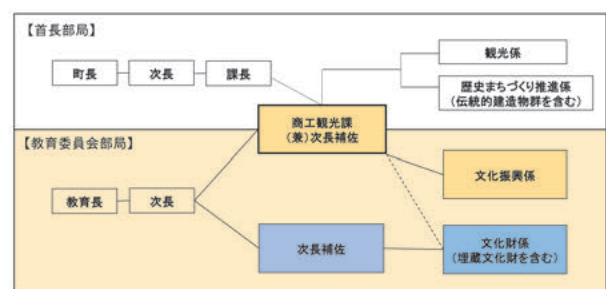 【首長部局】
町長
次長
課長
観光係
歴史まちづくり推進係
(伝統的建造物群を含む)
商工観光課
(兼)次長補佐
【教育委員会部局】
教育長
次長
文化振興係
次長補佐
文化財係
(埋蔵文化財を含む)